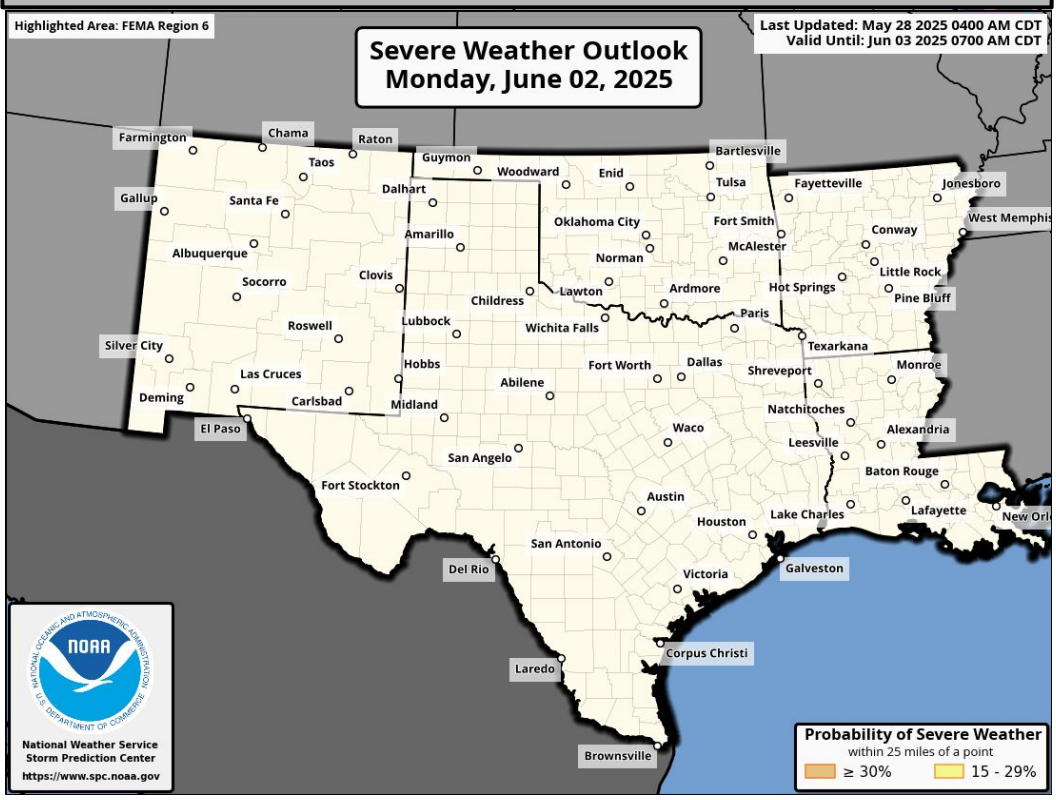 Highlighted Area: FEMA Region 6
Last Updated: May 28 2025 0400 AM CDT
Valid Until: Jun 03 2025 0700 AM CDT
Severe Weather Outlook
Monday, June 02, 2025
Farmington
Chama
Raton
Taos
Guymon
Woodward
Enid
Bartlesville
Tulsa
Fayetteville
Jonesboro
Gallup
Santa Fe
Dalhart
West Memphis
Albuquerque
Amarillo
Oklahoma City
Fort Smith
Conway
Norman
McAlester
Socorro
Clovis
Little Rock
Childress
Lawton
Ardmore
Hot Springs
Pine Bluff
Roswell
Lubbock
Wichita Falls
Paris
Silver City
Texarkana
Hobbs
Fort Worth
Dallas
Shreveport
Monroe
Las Cruces
Abilene
Deming
Carlsbad
Midland
Natchitoches
El Paso
Waco
Leesville
Alexandria
San Angelo
Baton Rouge
Fort Stockton
Austin
Houston
Lake Charles
Lafayette
New Orl
San Antonio
Del Rio
Galveston
Victoria
Corpus Christi
Laredo
Brownsville
NATIONAL OCEANIC AND ATMOSPHERIC ADMINISTRATION
NOAA
U.S. DEPARTMENT OF COMMERCE
National Weather Service
Storm Prediction Center
https://www.spc.noaa.gov
Probability of Severe Weather
within 25 miles of a point
≥ 30%
15 - 29%